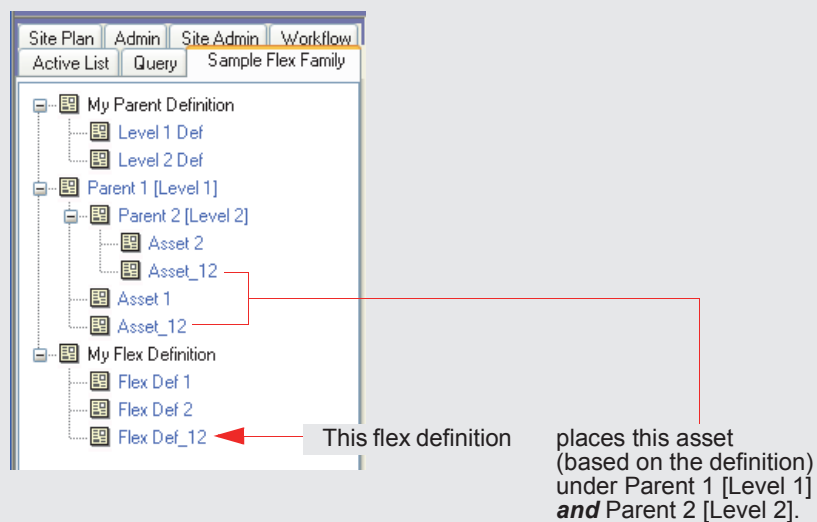 Site Plan Admin Site Admin Workflow
Active List Query Sample Flex Family
My Parent Definition
Level 1 Def
Level 2 Def
Parent 1 [Level 1]
Parent 2 [Level 2]
Asset 2
Asset_12
Asset 1
Asset_12
My Flex Definition
Flex Def 1
Flex Def 2
Flex Def_12
This flex definition
places this asset
(based on the definition)
under Parent 1 [Level 1]
and Parent 2 [Level 2].